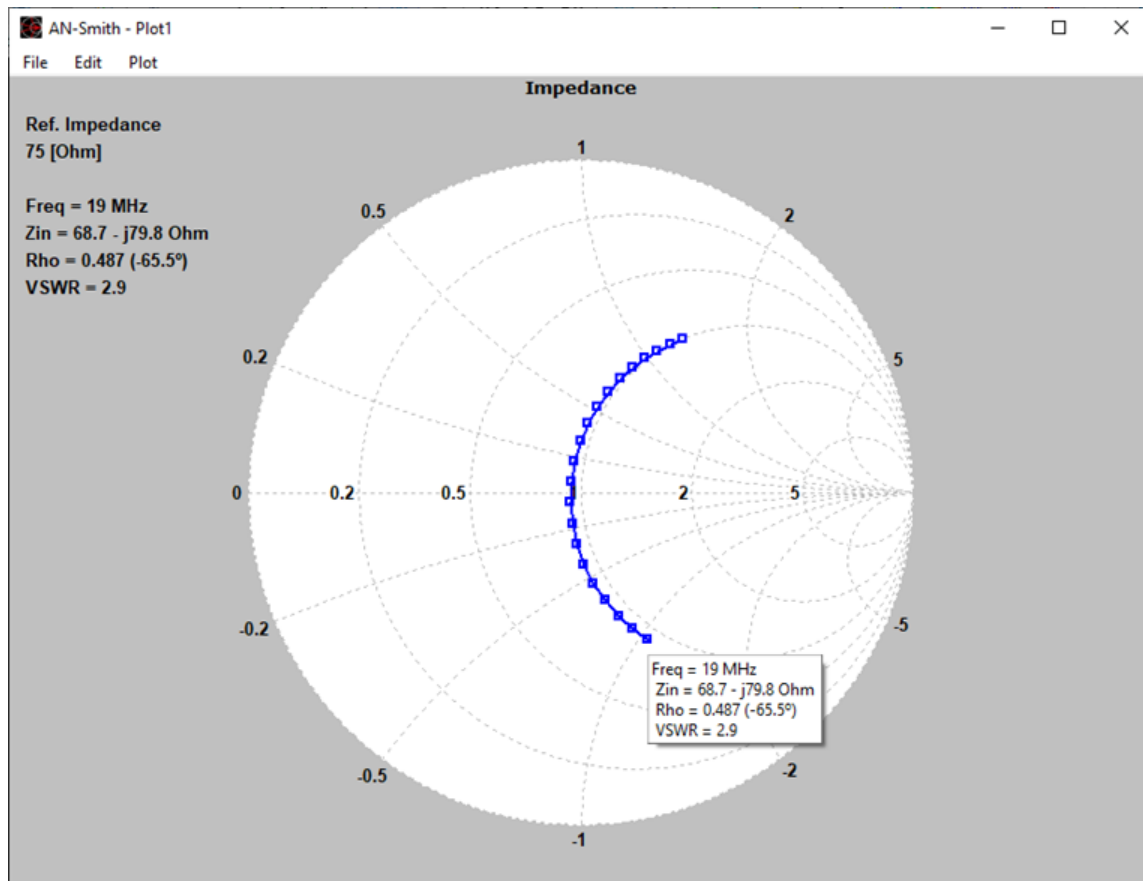 AN-Smith - Plot1
File Edit Plot
Impedance
Ref. Impedance
75 [Ohm]
Freq = 19 MHz
Zin = 68.7 - j79.8 Ohm
Rho = 0.487 (-65.5º)
VSWR = 2.9
1
0.5
2
0.2
5
0 0.2 0.5 1 2 5
-0.2
-5
-0.5
-2
-1
Freq = 19 MHz
Zin = 68.7 - j79.8 Ohm
Rho = 0.487 (-65.5º)
VSWR = 2.9